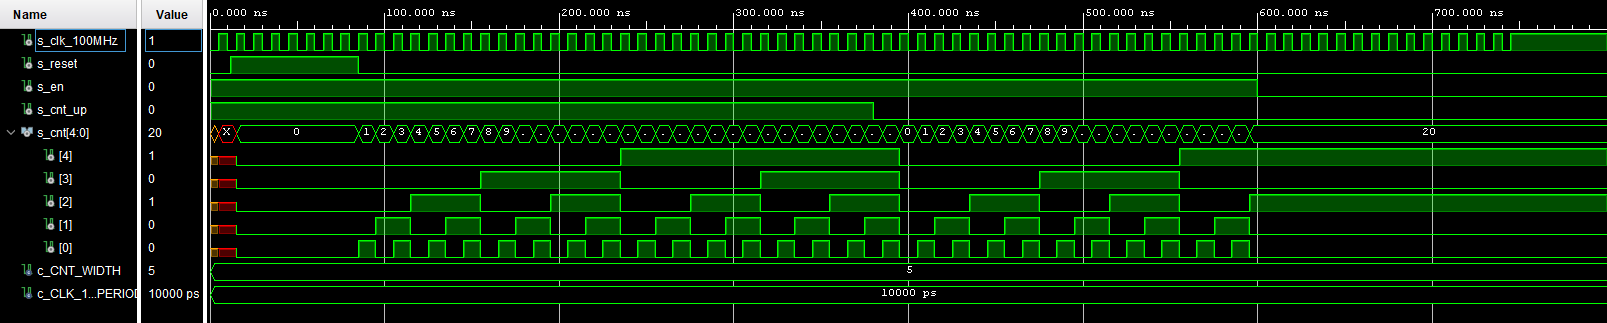 Name Value 0.000 ns 100.000 ns 200.000 ns 300.000 ns 400.000 ns 500.000 ns 600.000 ns 700.000 ns
s_clk_100MHz 1
s_reset 0
s_en 0
s_cnt_up 0
s_cnt[4:0] 20 X 0 1 2 3 4 5 6 7 8 9 . . . . . . . . . . . . . . . . . . . . . . 0 1 2 3 4 5 6 7 8 9 . . . . . . . . . . 20
[4] 1
[3] 0
[2] 1
[1] 0
[0] 0
c_CNT_WIDTH 5 5
c_CLK_1...PERIOD 10000 ps 10000 ps